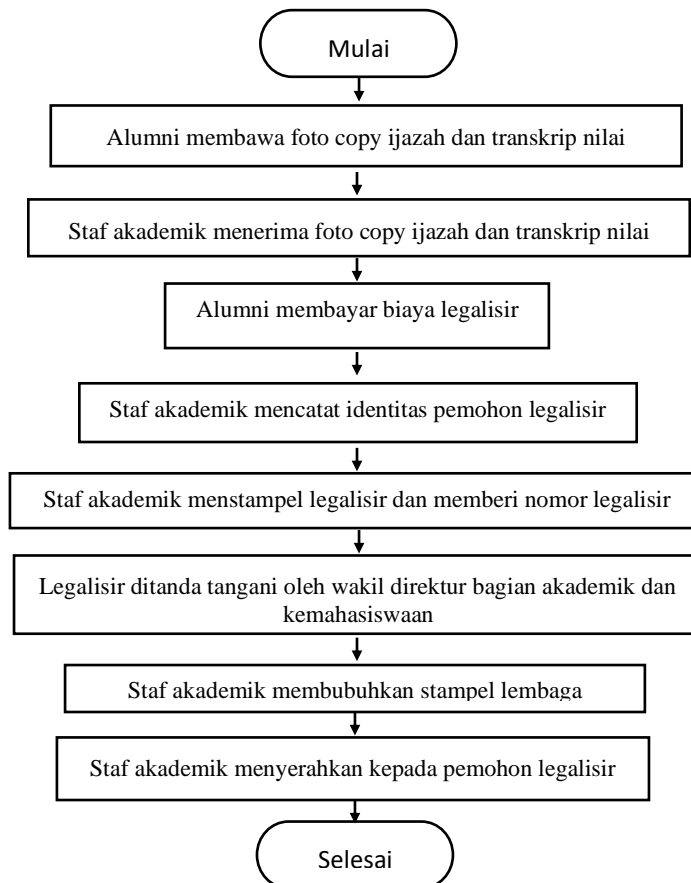 Mulai
Alumni membawa foto copy ijazah dan transkrip nilai
Staf akademik menerima foto copy ijazah dan transkrip nilai
Alumni membayar biaya legalisir
Staf akademik mencatat identitas pemohon legalisir
Staf akademik menstampel legalisir dan memberi nomor legalisir
Legalisir ditanda tangani oleh wakil direktur bagian akademik dan
kemahasiswaan
Staf akademik membubuhkan stampel lembaga
Staf akademik menyerahkan kepada pemohon legalisir
Selesai